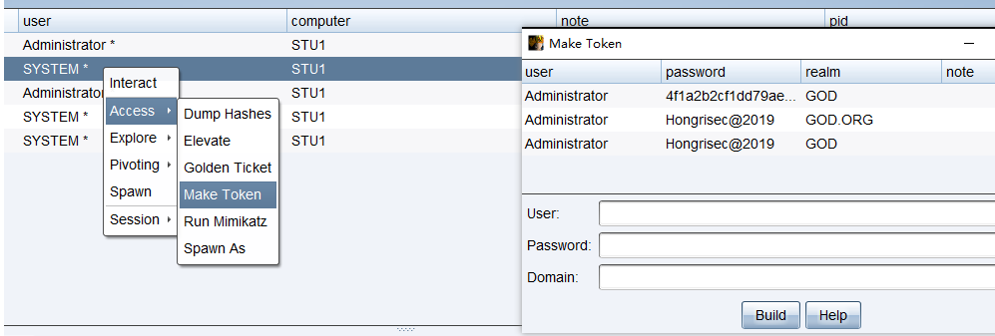 user computer note pid
Administrator * STU1
SYSTEM * STU1
Administrator STU1
SYSTEM * STU1
SYSTEM * STU1
Interact
Access
Explore
Pivoting
Spawn
Session
Dump Hashes
Elevate
Golden Ticket
Make Token
Run Mimikatz
Spawn As
Make Token
user password realm note
Administrator 4f1a2b2cf1dd79ae... GOD
Administrator Hongrisec@2019 GOD.ORG
Administrator Hongrisec@2019 GOD
User:
Password:
Domain:
Build Help